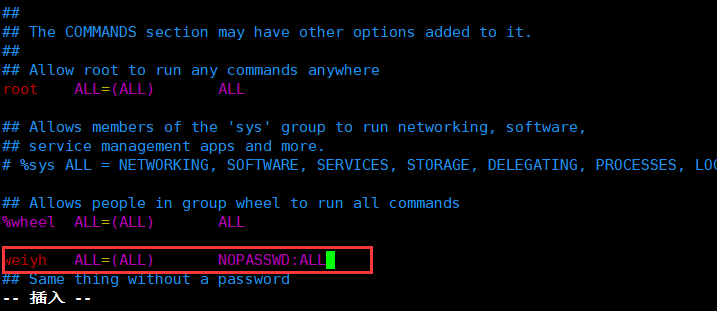 ##
## The COMMANDS section may have other options added to it.
##
## Allow root to run any commands anywhere
root    ALL=(ALL)       ALL
## Allows members of the 'sys' group to run networking, software,
## service management apps and more.
# %sys ALL = NETWORKING, SOFTWARE, SERVICES, STORAGE, DELEGATING, PROCESSES, LOC
## Allows people in group wheel to run all commands
%wheel  ALL=(ALL)       ALL
weiyh   ALL=(ALL)       NOPASSWD:ALL
## Same thing without a password
-- 插入 --